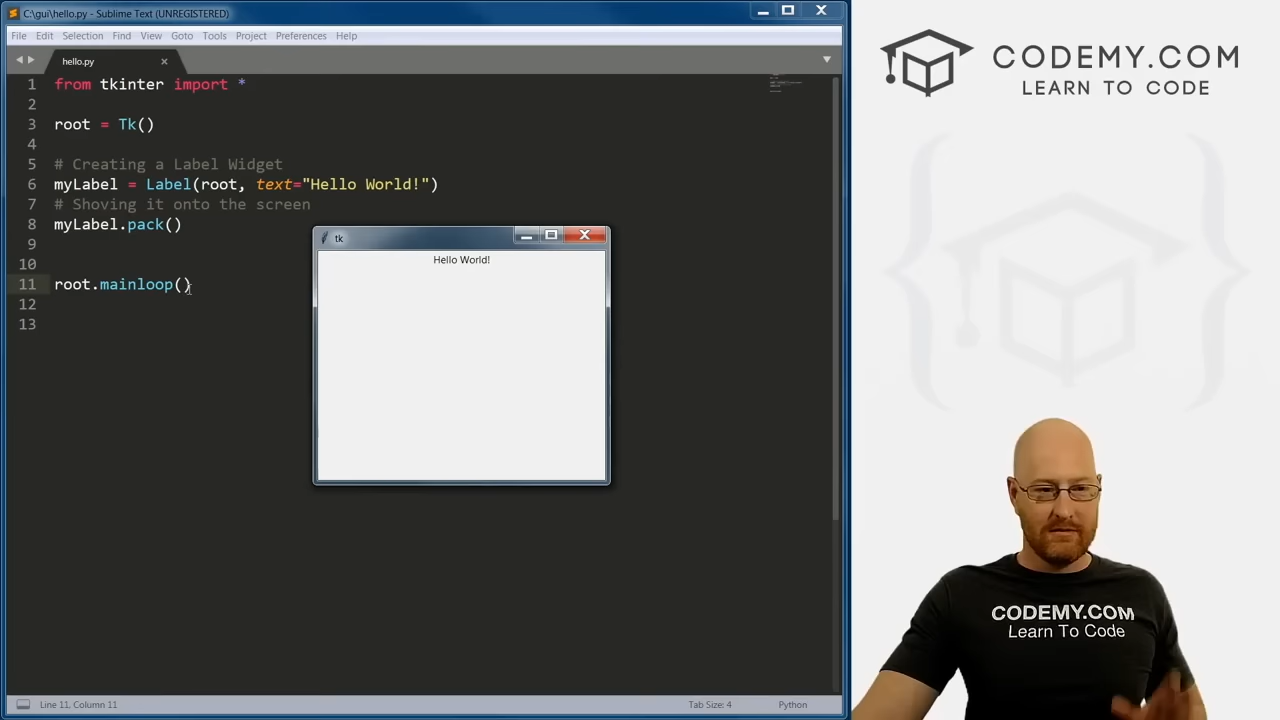 C:\gui\hello.py - Sublime Text (UNREGISTERED)
File Edit Selection Find View Goto Tools Project Preferences Help
hello.py
1 from tkinter import *
2
3 root = Tk()
4
5 # Creating a Label Widget
6 myLabel = Label(root, text="Hello World!")
7 # Shoving it onto the screen
8 myLabel.pack()
9
10
11 root.mainloop()
12
13
tk
Hello World!
Line 11, Column 11
Tab Size: 4
Python
CODEMY.COM
LEARN TO CODE
CODEMY.COM
Learn To Code